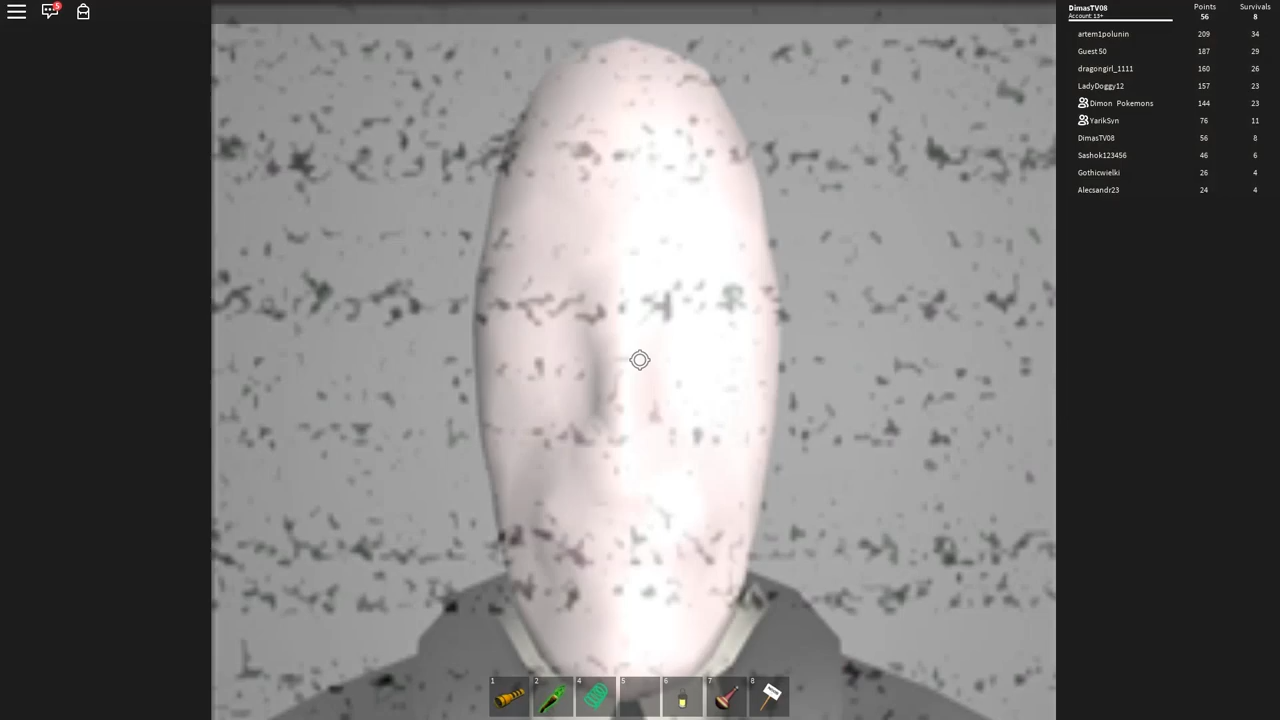 5
DimasTV08 Points Survivals
Account: 13+ 56 8
artem1polunin 209 34
Guest50 187 29
dragongirl_1111 160 26
LadyDoggy12 157 23
Dimon_Pokemons 144 23
YarikSyn 76 11
DimasTV08 56 8
Sashok123456 46 6
Gothicwielki 26 4
Alecsandr23 24 4
1 2 4 5 6 7 8